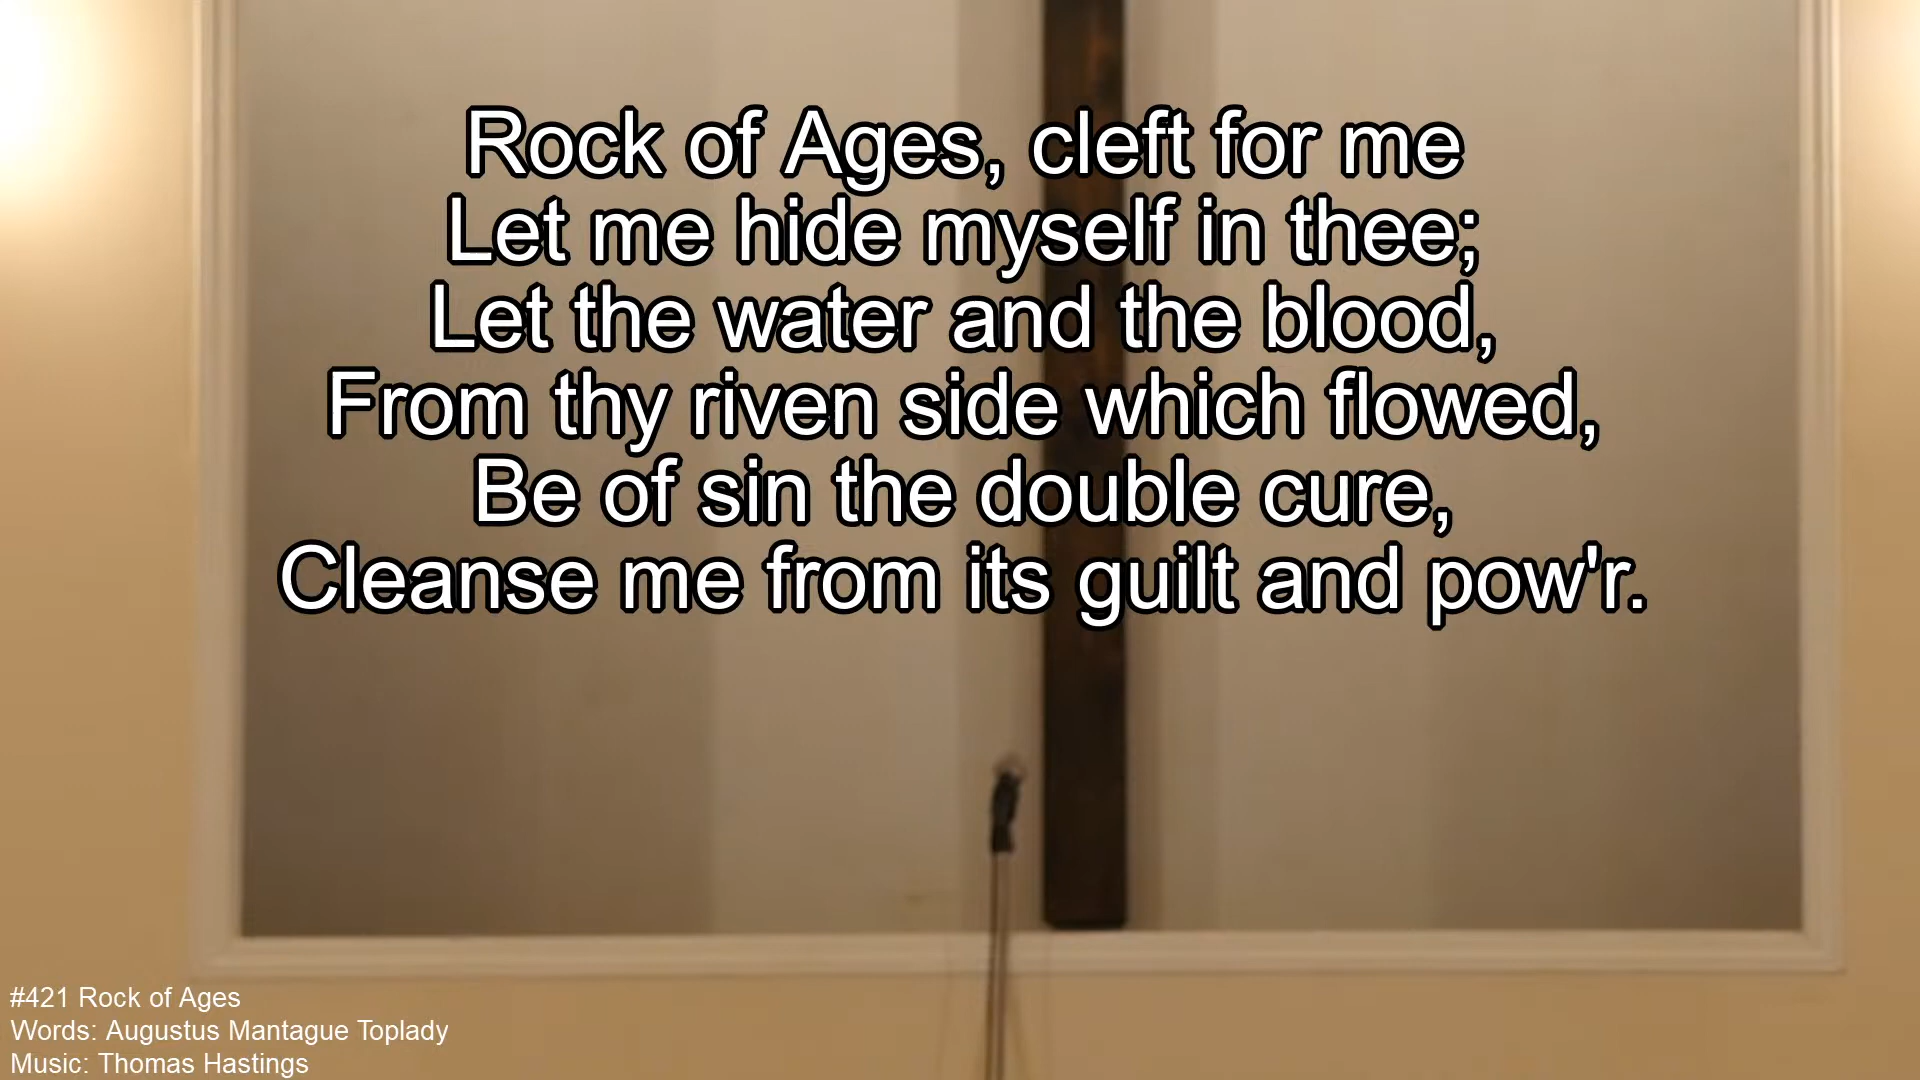 Rock of Ages, cleft for me
Let me hide myself in thee;
Let the water and the blood,
From thy riven side which flowed,
Be of sin the double cure,
Cleanse me from its guilt and pow'r.
#421 Rock of Ages
Words: Augustus Mantague Toplady
Music: Thomas Hastings